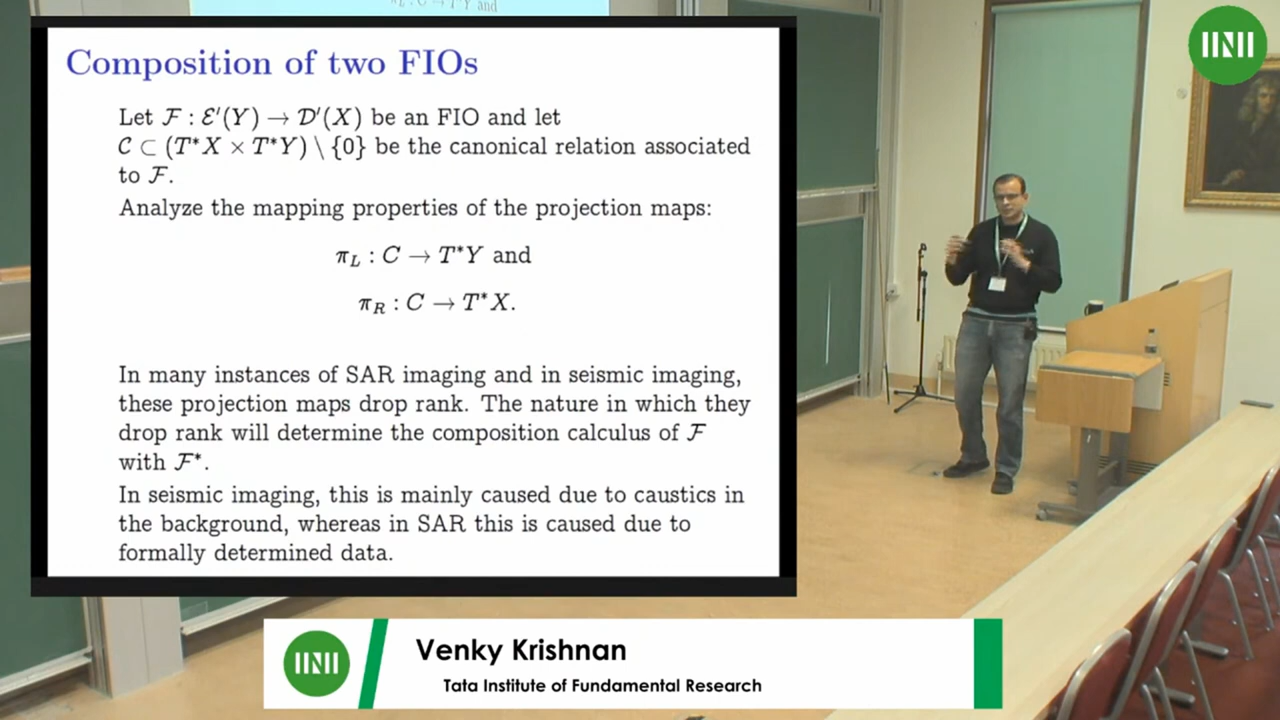 π_L : C → T*Y and
Composition of two FIOs
Let 𝓕 : 𝓔′(Y) → 𝓓′(X) be an FIO and let
𝓒 ⊂ (T*X × T*Y) \ {0} be the canonical relation associated
to 𝓕.
Analyze the mapping properties of the projection maps:
π_L : C → T*Y and
π_R : C → T*X.
In many instances of SAR imaging and in seismic imaging,
these projection maps drop rank. The nature in which they
drop rank will determine the composition calculus of 𝓕
with 𝓕*.
In seismic imaging, this is mainly caused due to caustics in
the background, whereas in SAR this is caused due to
formally determined data.
Venky Krishnan
Tata Institute of Fundamental Research